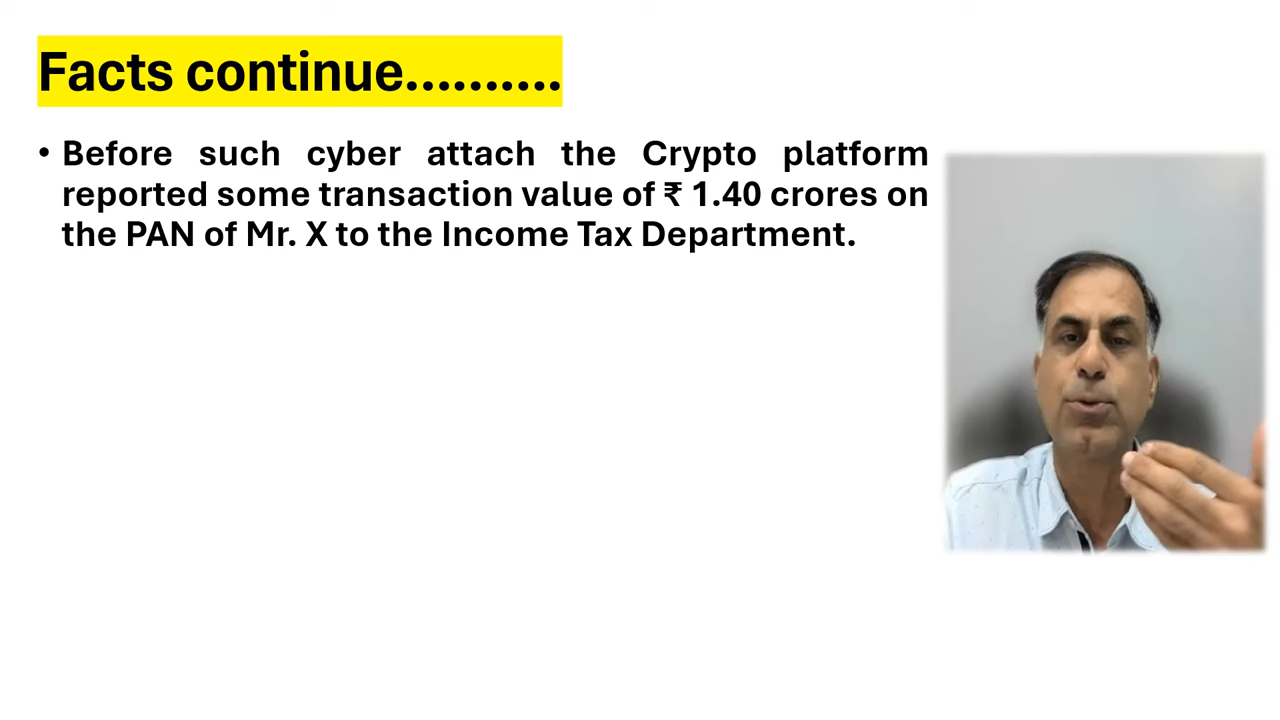 Facts continue..........
• Before such cyber attach the Crypto platform
reported some transaction value of ₹ 1.40 crores on
the PAN of Mr. X to the Income Tax Department.